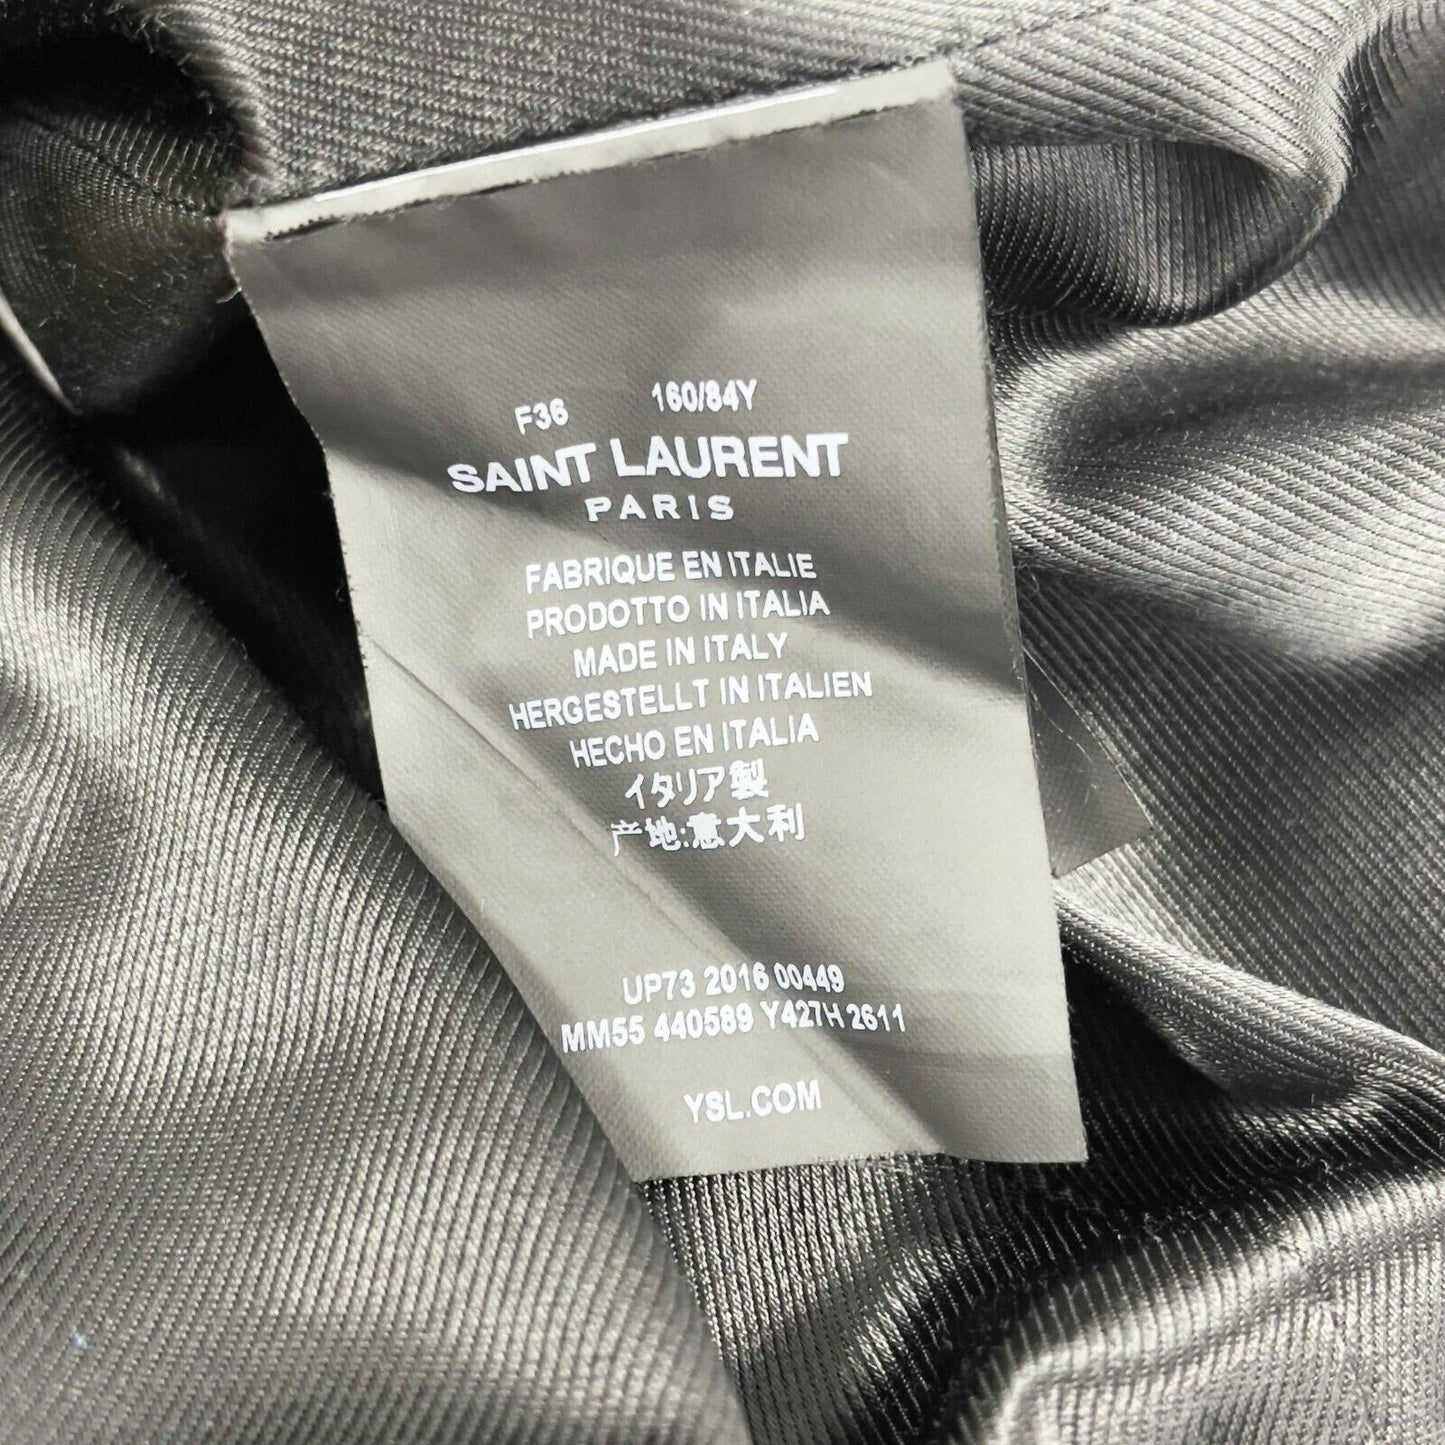 F36 160/84Y
SAINT LAURENT
PARIS
FABRIQUE EN ITALIE
PRODOTTO IN ITALIA
MADE IN ITALY
HERGESTELLT IN ITALIEN
HECHO EN ITALIA
イタリア製
产地:意大利
UP73 2016 00449
MM55 440589 Y427H 2611
YSL.COM